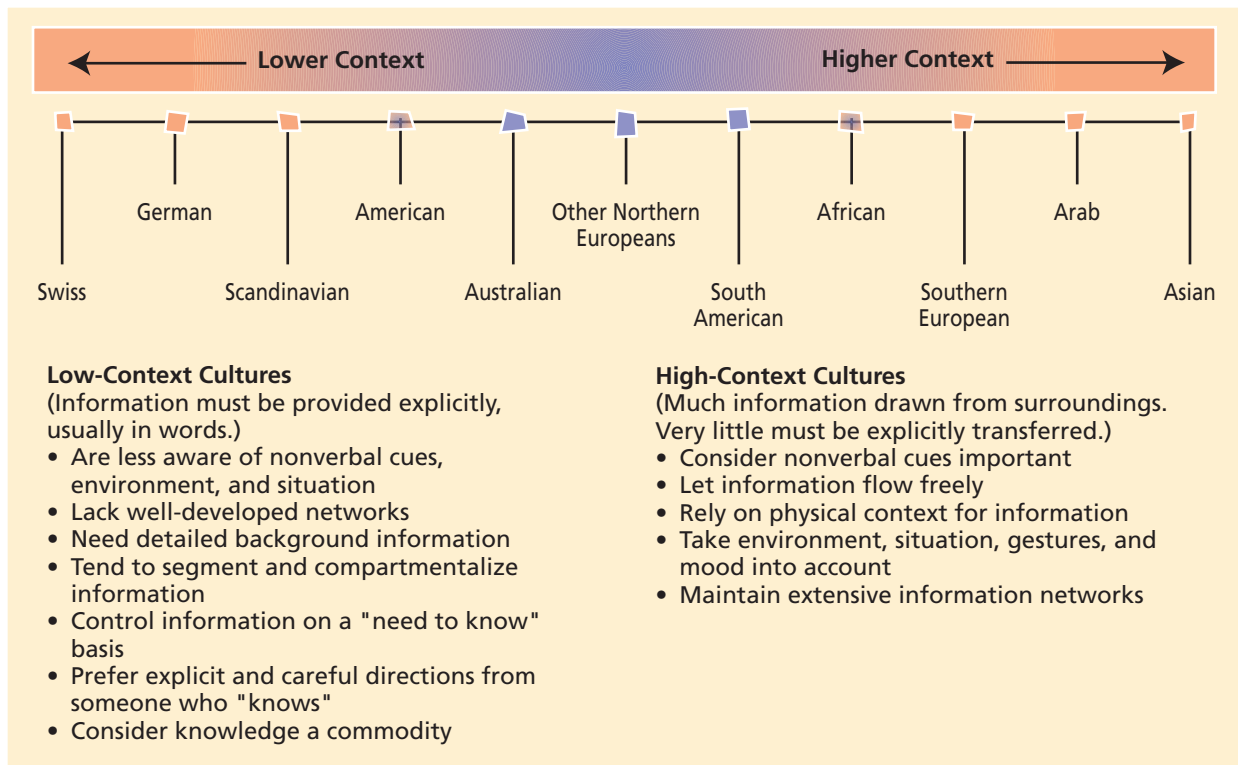 Lower Context
Higher Context
German
American
Other Northern
Europeans
African
Arab
Swiss
Scandinavian
Australian
South
American
Southern
European
Asian
Low-Context Cultures
(Information must be provided explicitly,
usually in words.)
• Are less aware of nonverbal cues,
environment, and situation
• Lack well-developed networks
• Need detailed background information
• Tend to segment and compartmentalize
information
• Control information on a "need to know"
basis
• Prefer explicit and careful directions from
someone who "knows"
• Consider knowledge a commodity
High-Context Cultures
(Much information drawn from surroundings.
Very little must be explicitly transferred.)
• Consider nonverbal cues important
• Let information flow freely
• Rely on physical context for information
• Take environment, situation, gestures, and
mood into account
• Maintain extensive information networks